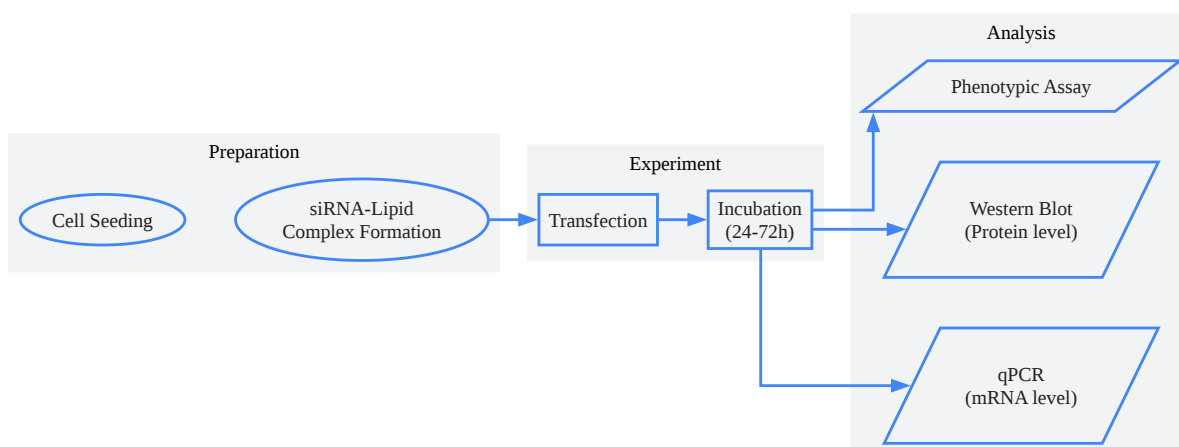 Preparation
Cell Seeding
siRNA-Lipid
Complex Formation
Experiment
Transfection
Incubation
(24-72h)
Analysis
Phenotypic Assay
Western Blot
(Protein level)
qPCR
(mRNA level)